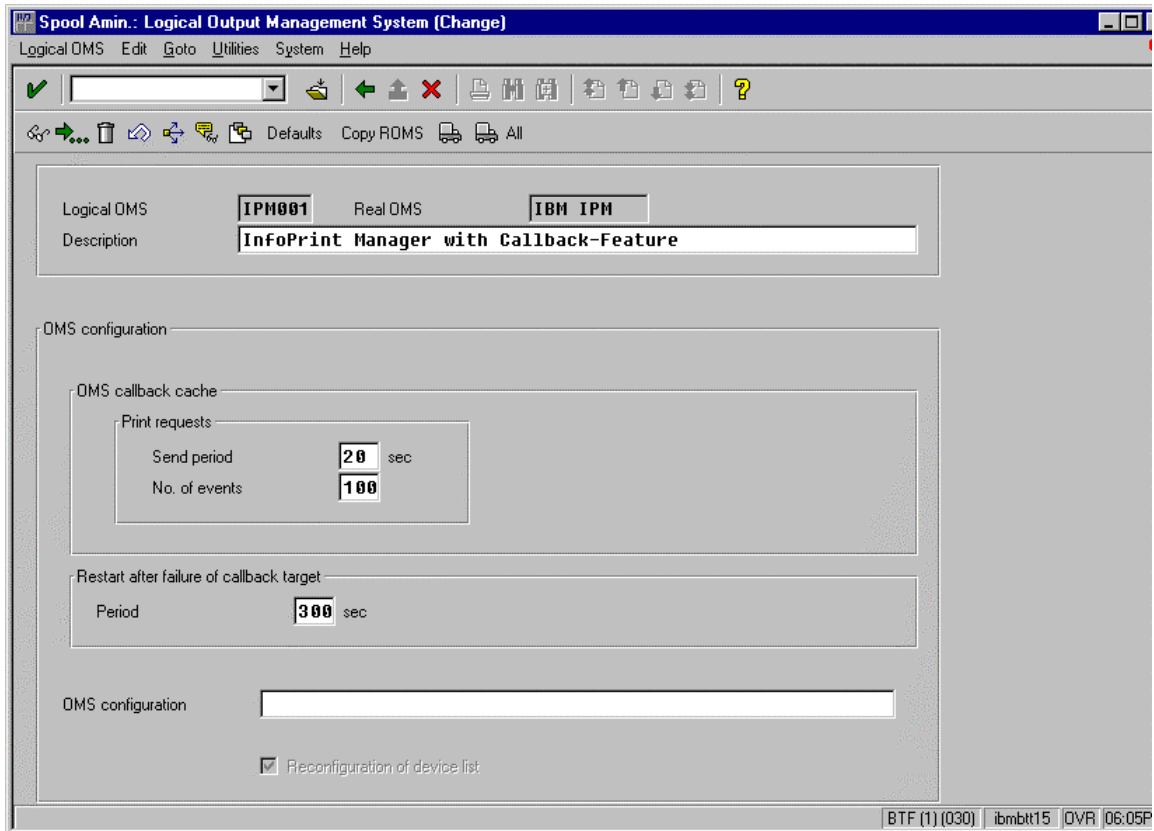 Spool Amin.: Logical Output Management System (Change)
Logical OMS Edit Goto Utilities System Help
Defaults Copy ROMS All
Logical OMS IPM001 Real OMS IBM IPM
Description InfoPrint Manager with Callback-Feature
OMS configuration
OMS callback cache
Print requests
Send period 20 sec
No. of events 100
Restart after failure of callback target
Period 300 sec
OMS configuration
Reconfiguration of device list
BTF (1) (030) ibmbtt15 OVR 06:05P